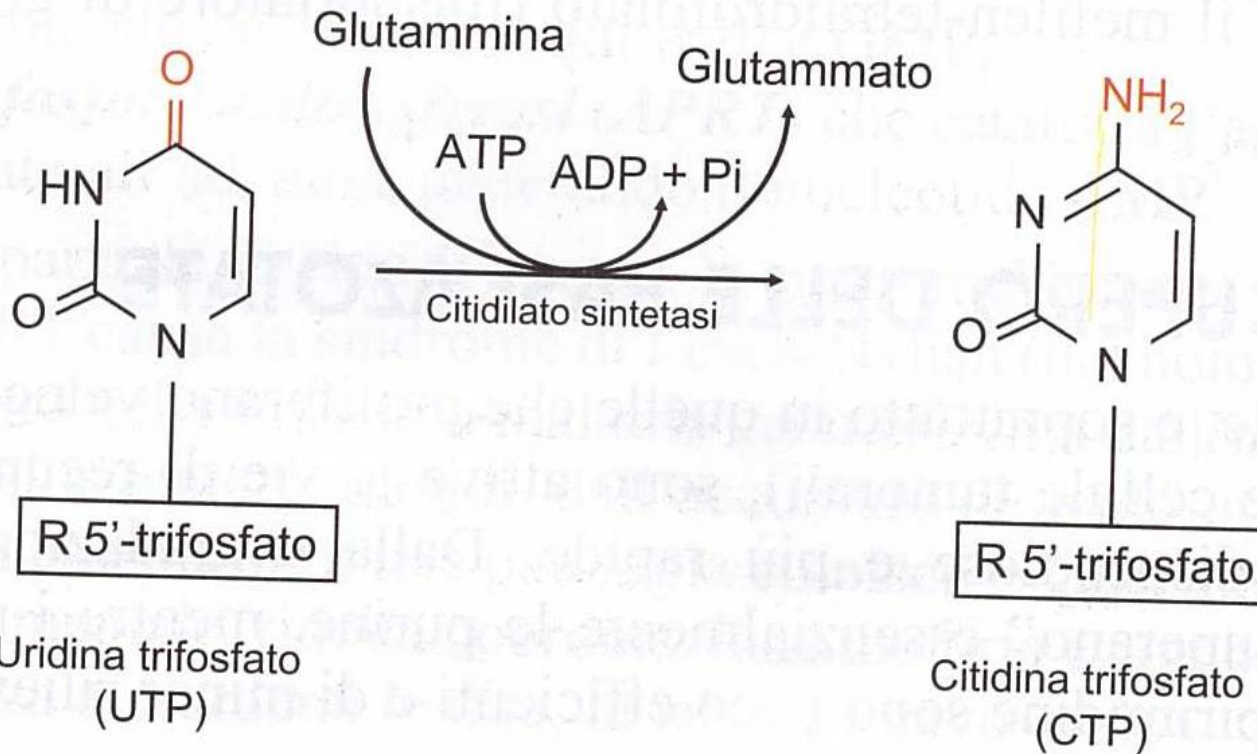 Glutammina
Glutammato
ATP
ADP + Pi
Citidilato sintetasi
O
HN
O
N
R 5'-trifosfato
Uridina trifosfato
(UTP)
NH2
N
O
N
R 5'-trifosfato
Citidina trifosfato
(CTP)